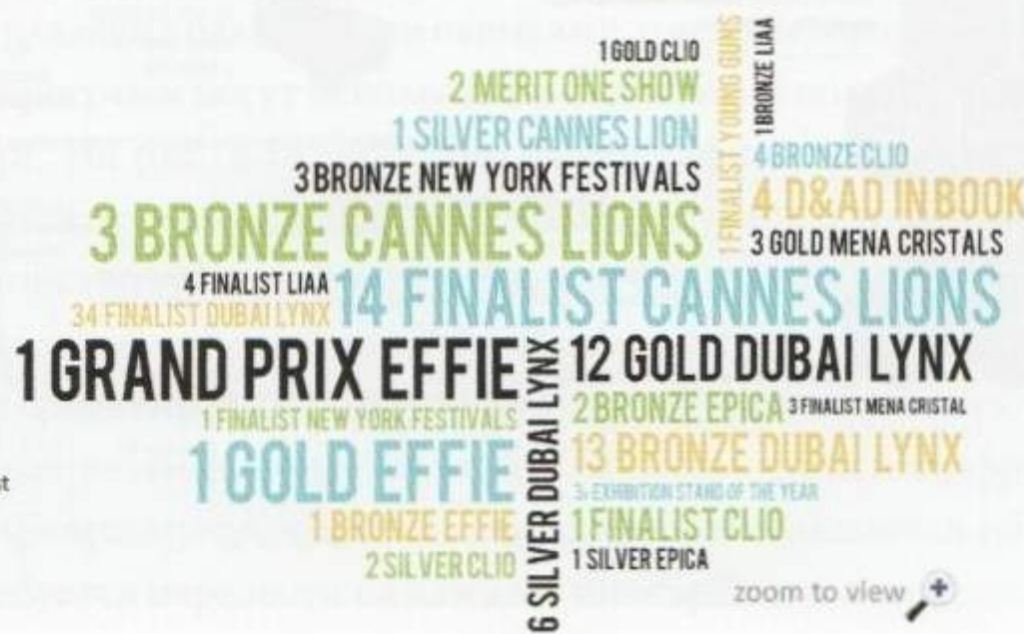 1 GOLD CLIO
2 MERIT ONE SHOW
1 SILVER CANNES LION
3 BRONZE NEW YORK FESTIVALS
3 BRONZE CANNES LIONS
1 FINALIST YOUNG GUNS
1 BRONZE LIAA
4 BRONZE CLIO
4 D&AD IN BOOK
3 GOLD MENA CRISTALS
4 FINALIST LIAA
34 FINALIST DUBAI LYNX
14 FINALIST CANNES LIONS
1 GRAND PRIX EFFIE
1 FINALIST NEW YORK FESTIVALS
1 GOLD EFFIE
1 BRONZE EFFIE
2 SILVER CLIO
6 SILVER DUBAI LYNX
12 GOLD DUBAI LYNX
2 BRONZE EPICA
3 FINALIST MENA CRISTAL
13 BRONZE DUBAI LYNX
3x EXHIBITION STAND OF THE YEAR
1 FINALIST CLIO
1 SILVER EPICA
zoom to view